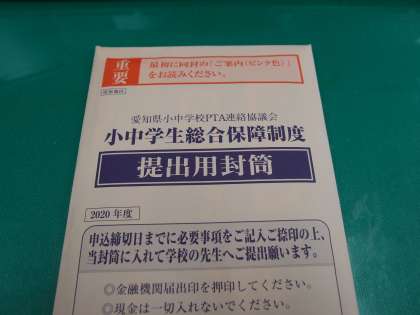 重要
最初に同封の「ご案内(ピンク色)」
をお読みください。
愛知県小中学校PTA連絡協議会
小中学生総合保障制度
提出用封筒
2020 年度
申込締切日までに必要事項をご記入ご捺印の上、
当封筒に入れて学校の先生へご提出願います。
◎金融機関届出印を押印してください。
◎現金は一切入れないでください。